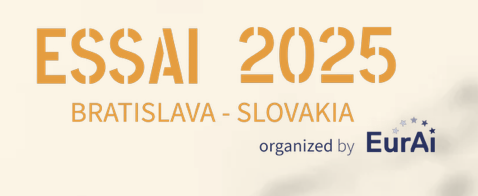 ESSAI 2025
BRATISLAVA - SLOVAKIA
organized by EurAi